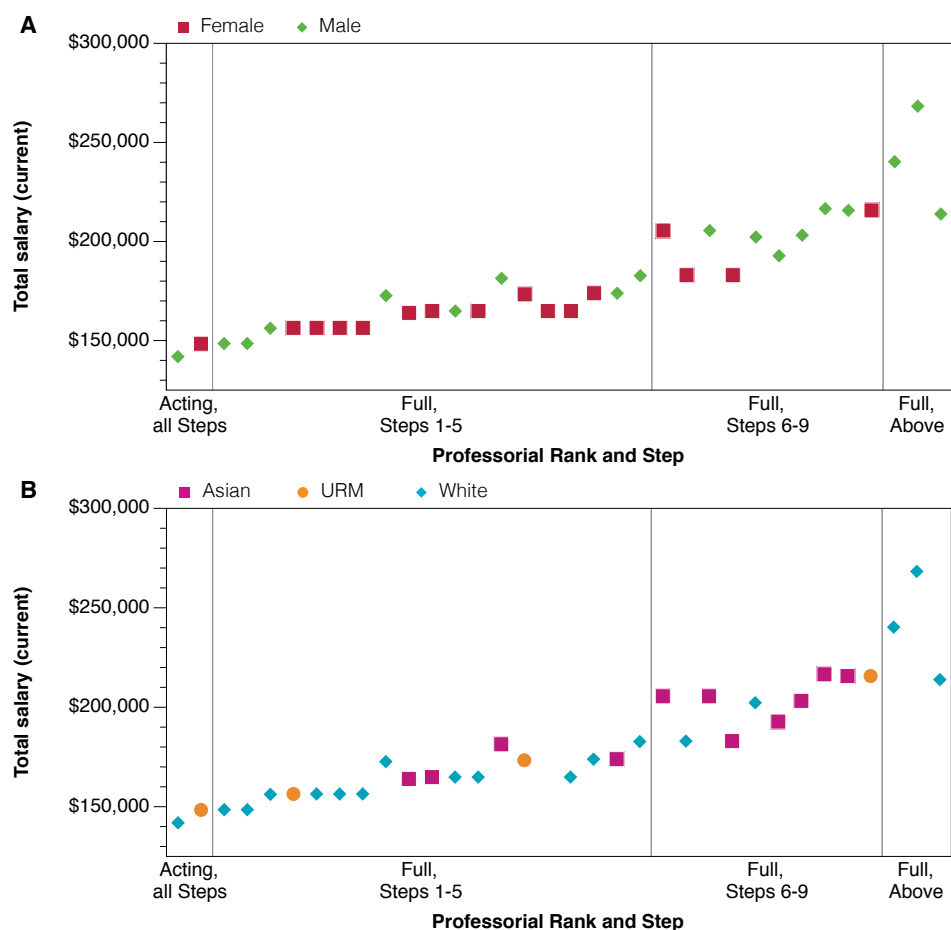 A
Female Male
$300,000
$250,000
$200,000
$150,000
Total salary (current)
Acting,
all Steps
Full,
Steps 1-5
Full,
Steps 6-9
Full,
Above
Professorial Rank and Step
B
Asian URM White
$300,000
$250,000
$200,000
$150,000
Total salary (current)
Acting,
all Steps
Full,
Steps 1-5
Full,
Steps 6-9
Full,
Above
Professorial Rank and Step